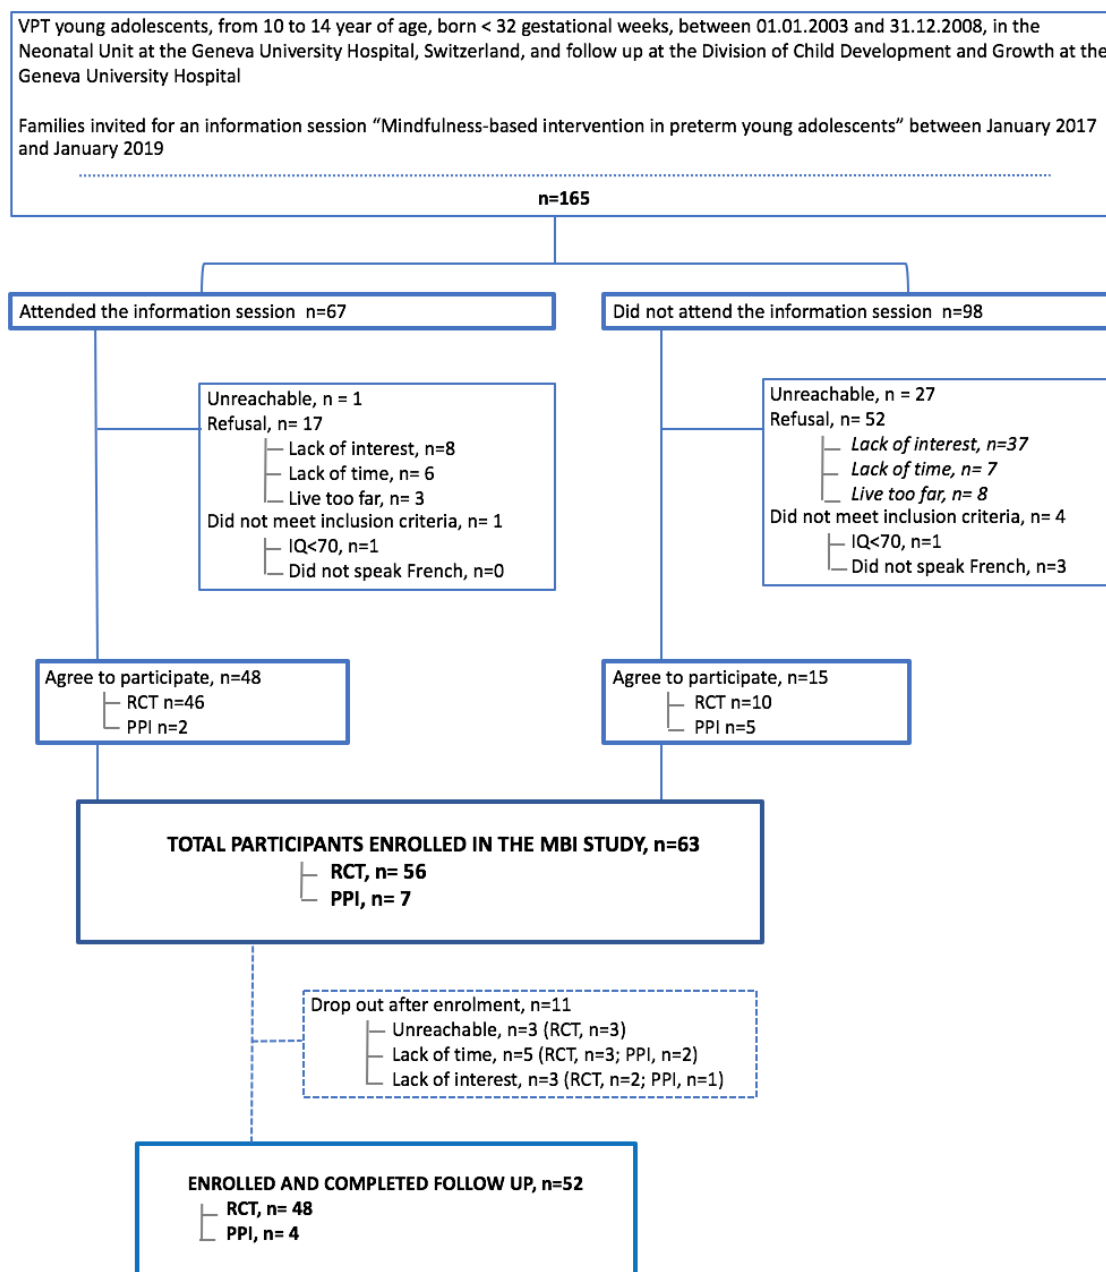 VPT young adolescents, from 10 to 14 year of age, born < 32 gestational weeks, between 01.01.2003 and 31.12.2008, in the
Neonatal Unit at the Geneva University Hospital, Switzerland, and follow up at the Division of Child Development and Growth at the
Geneva University Hospital
Families invited for an information session “Mindfulness-based intervention in preterm young adolescents” between January 2017
and January 2019
n=165
Attended the information session n=67
Did not attend the information session n=98
Unreachable, n = 1
Refusal, n= 17
Lack of interest, n=8
Lack of time, n= 6
Live too far, n= 3
Did not meet inclusion criteria, n= 1
IQ<70, n=1
Did not speak French, n=0
Unreachable, n = 27
Refusal, n= 52
Lack of interest, n=37
Lack of time, n= 7
Live too far, n= 8
Did not meet inclusion criteria, n= 4
IQ<70, n=1
Did not speak French, n=3
Agree to participate, n=48
RCT n=46
PPI n=2
Agree to participate, n=15
RCT n=10
PPI n=5
TOTAL PARTICIPANTS ENROLLED IN THE MBI STUDY, n=63
RCT, n= 56
PPI, n= 7
Drop out after enrolment, n=11
Unreachable, n=3 (RCT, n=3)
Lack of time, n=5 (RCT, n=3; PPI, n=2)
Lack of interest, n=3 (RCT, n=2; PPI, n=1)
ENROLLED AND COMPLETED FOLLOW UP, n=52
RCT, n= 48
PPI, n= 4